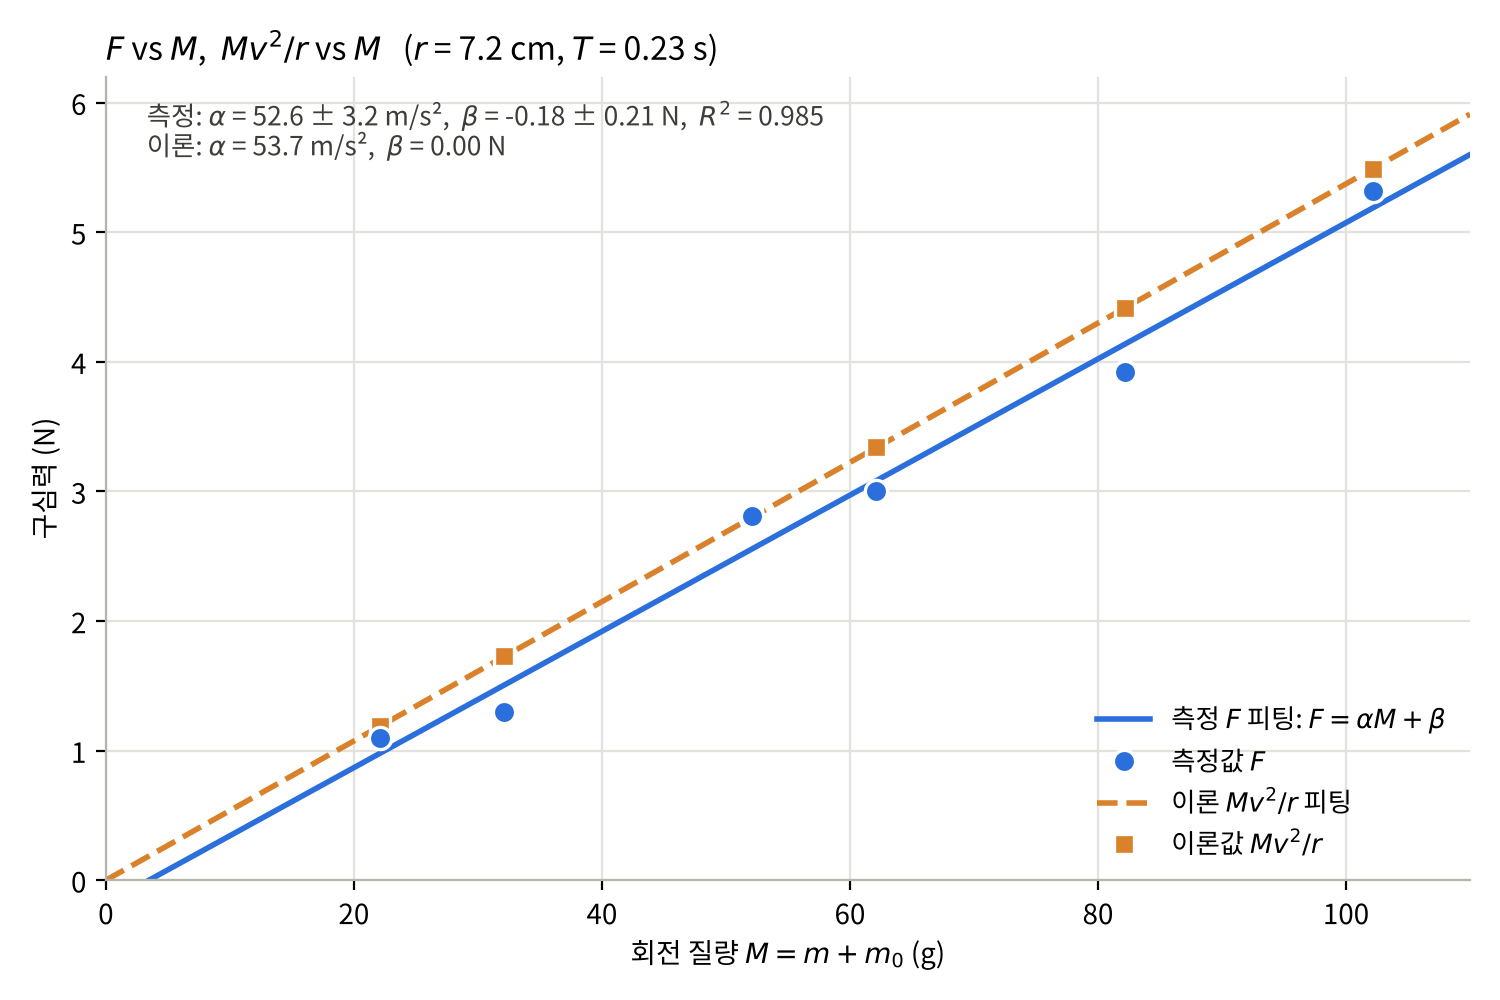 F vs M, Mv²/r vs M (r = 7.2 cm, T = 0.23 s)
측정: α = 52.6 ± 3.2 m/s², β = -0.18 ± 0.21 N, R² = 0.985
이론: α = 53.7 m/s², β = 0.00 N
구심력 (N)
6
5
4
3
2
1
0
측정 F 피팅: F = αM + β
측정값 F
이론 Mv²/r 피팅
이론값 Mv²/r
0 20 40 60 80 100
회전 질량 M = m + m₀ (g)